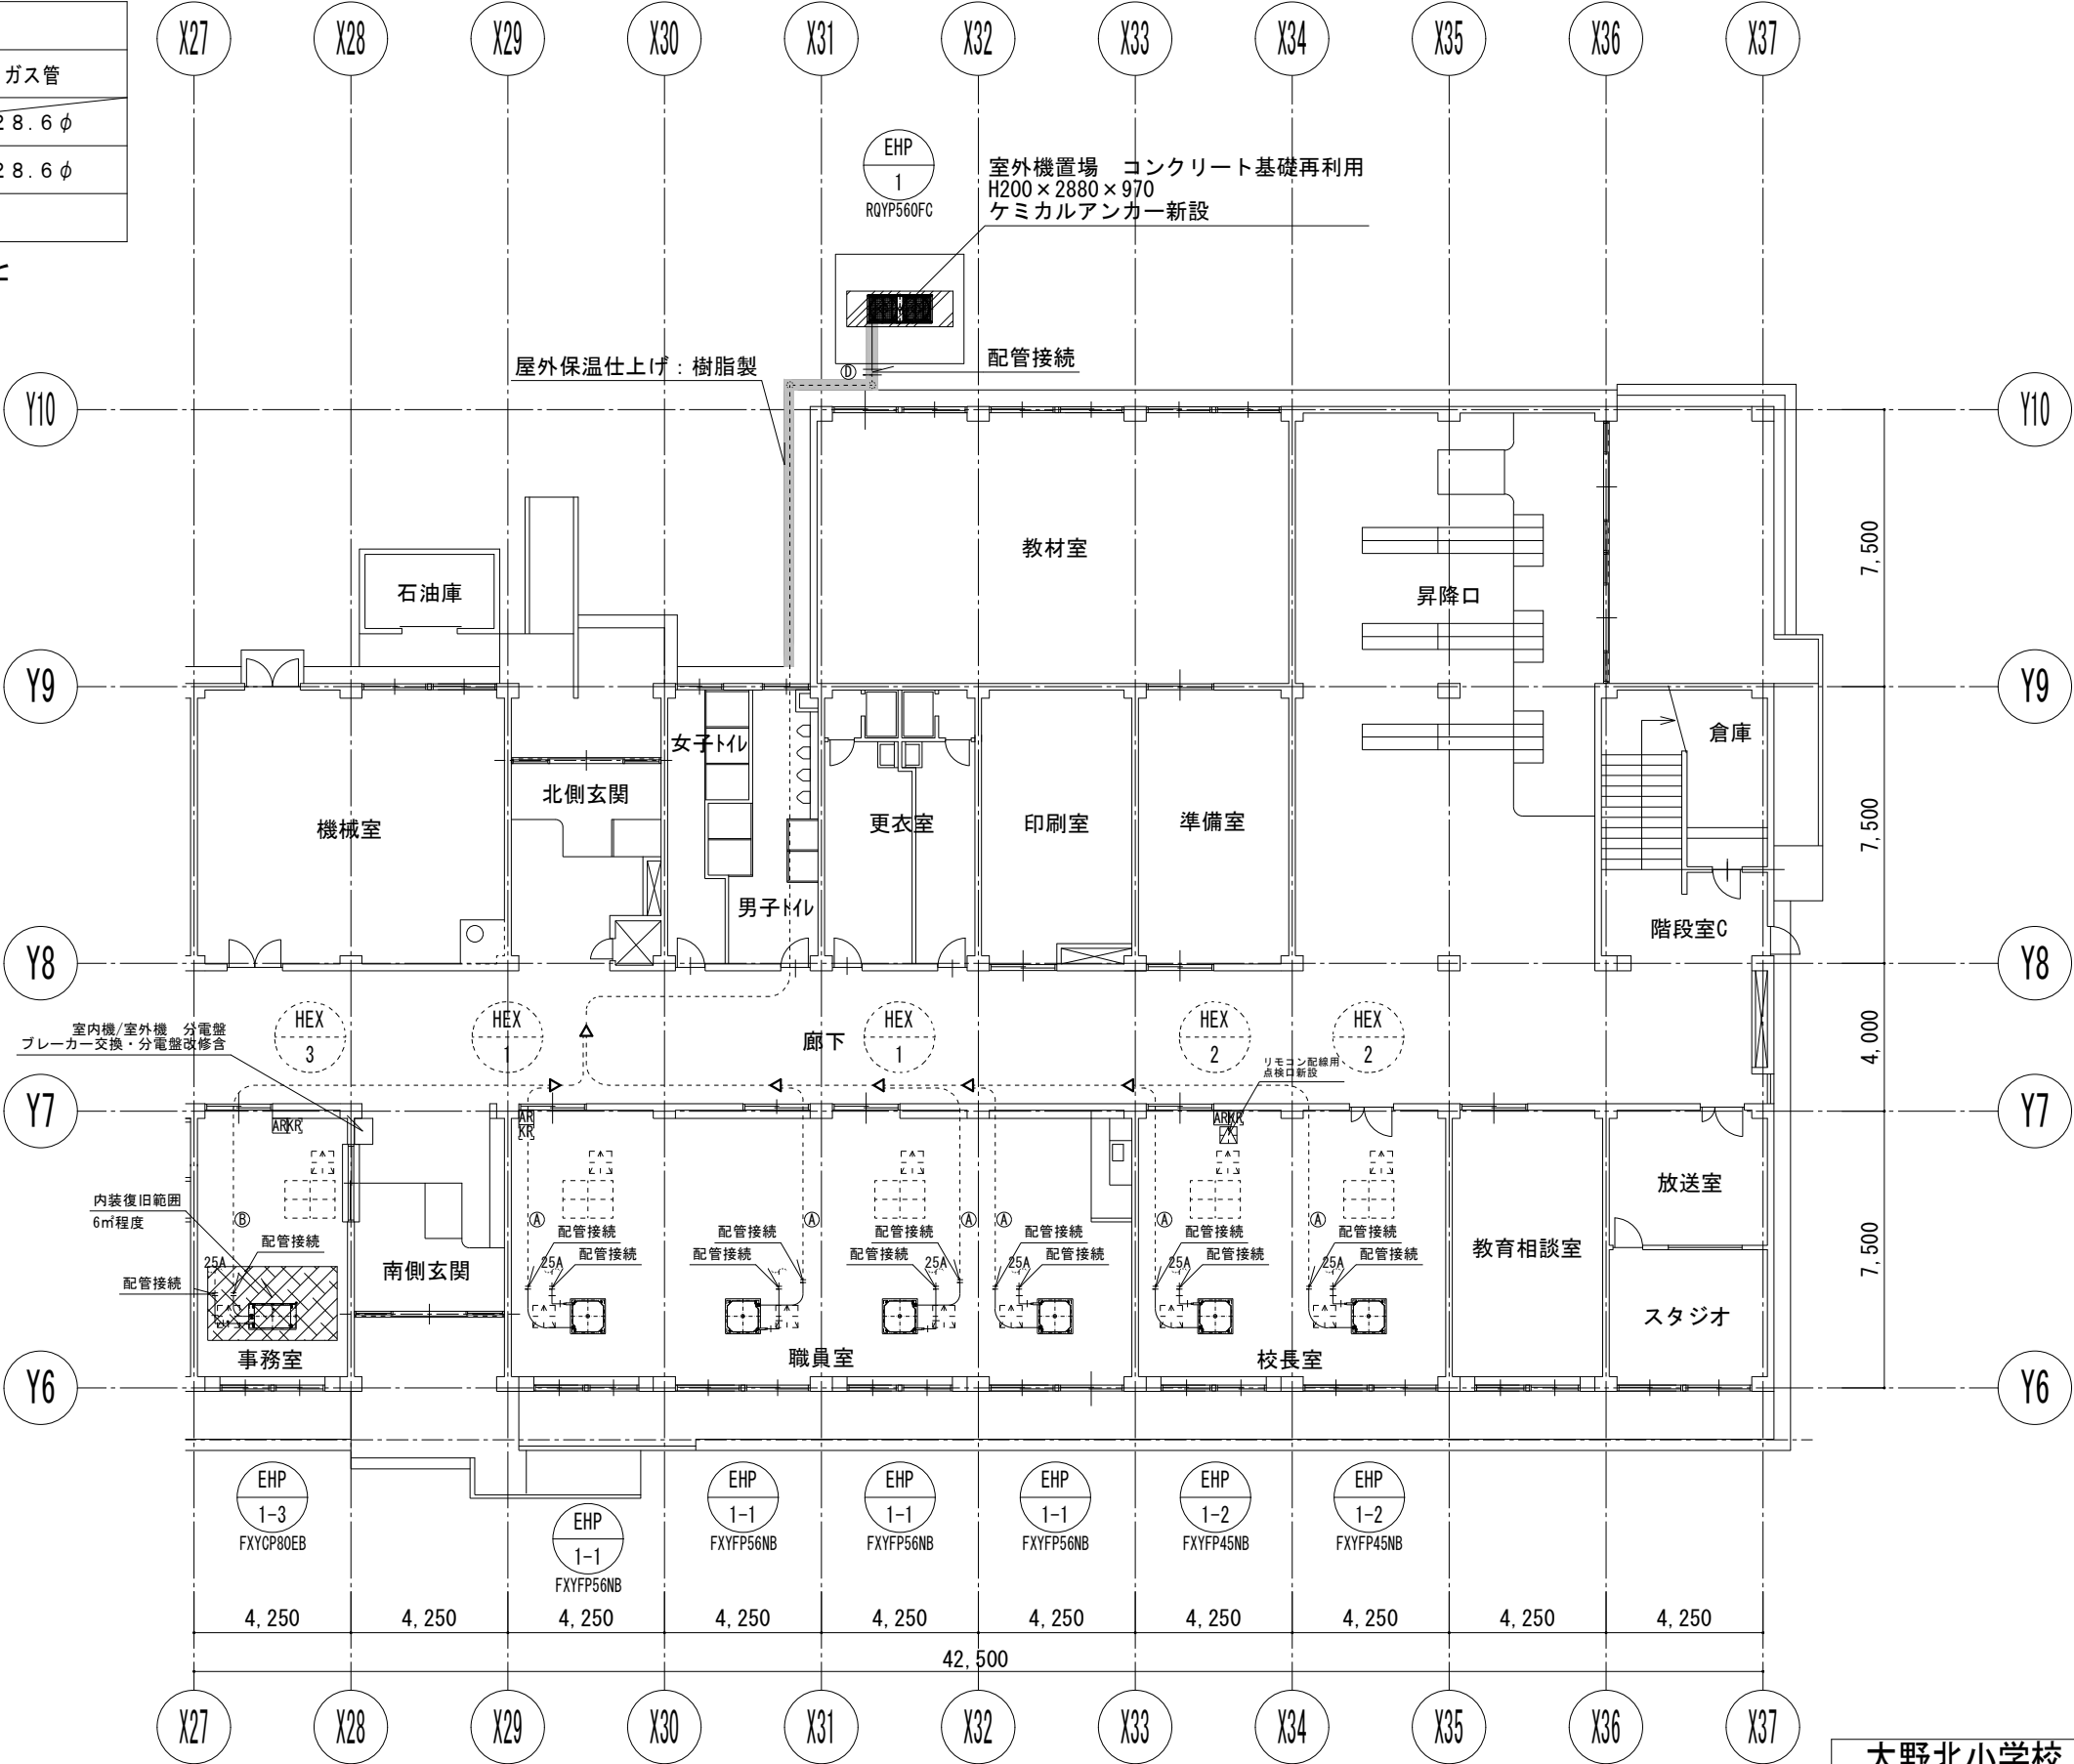 X27 X28 X29 X30 X31 X32 X33 X34 X35 X36 X37
ガス管
28.6φ
28.6φ
EHP
1
RQYP560FC
室外機置場 コンクリート基礎再利用
H200×2880×970
ケミカルアンカー新設
屋外保温仕上げ:樹脂製
D
配管接続
Y10 Y10
7,500
教材室
昇降口
石油庫
Y9 Y9
女子トイレ
倉庫
北側玄関
機械室
更衣室
印刷室
準備室
7,500
男子トイレ
階段室C
Y8 Y8
HEX
3
HEX
1
HEX
1
HEX
2
HEX
2
室内機/室外機 分電盤
ブレーカー交換・分電盤改修含
廊下
リモコン配線用
点検口新設
4,000
Y7 Y7
ARKR
AR
KR
ARKR
放送室
内装復旧範囲
6㎡程度
B A A A A A A
配管接続 配管接続 配管接続 配管接続 配管接続 配管接続 配管接続
配管接続 配管接続 配管接続 配管接続 配管接続 配管接続 配管接続
25A 25A 25A 25A 25A 25A
教育相談室
7,500
南側玄関
スタジオ
事務室
職員室
校長室
Y6 Y6
EHP
1-3
FXYCP80EB
EHP
1-1
FXYFP56NB
EHP
1-1
FXYFP56NB
EHP
1-1
FXYFP56NB
EHP
1-1
FXYFP56NB
EHP
1-2
FXYFP45NB
EHP
1-2
FXYFP45NB
4,250 4,250 4,250 4,250 4,250 4,250 4,250 4,250 4,250 4,250
42,500
X27 X28 X29 X30 X31 X32 X33 X34 X35 X36 X37
大野北小学校